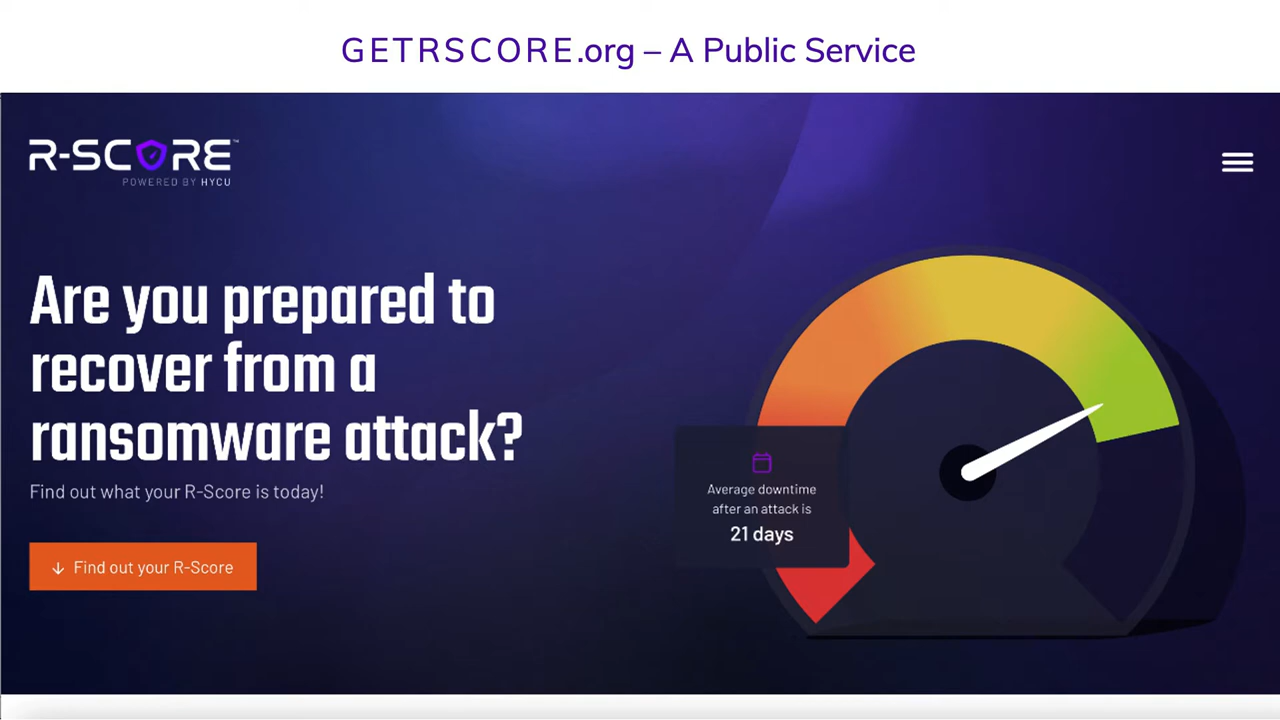 GETRSCORE.org – A Public Service
R-SCORE™
POWERED BY HYCU
Are you prepared to
recover from a
ransomware attack?
Find out what your R-Score is today!
↓ Find out your R-Score
Average downtime
after an attack is
21 days